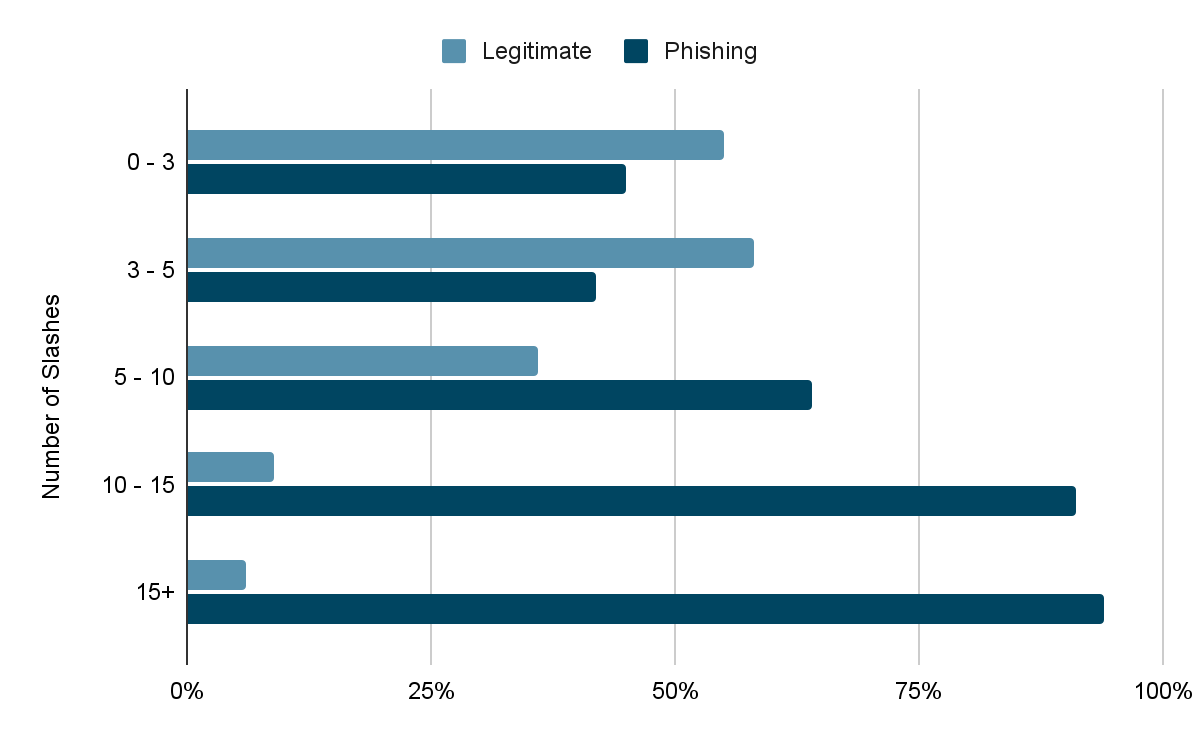 Legitimate Phishing
Number of Slashes
0 - 3
3 - 5
5 - 10
10 - 15
15+
0% 25% 50% 75% 100%